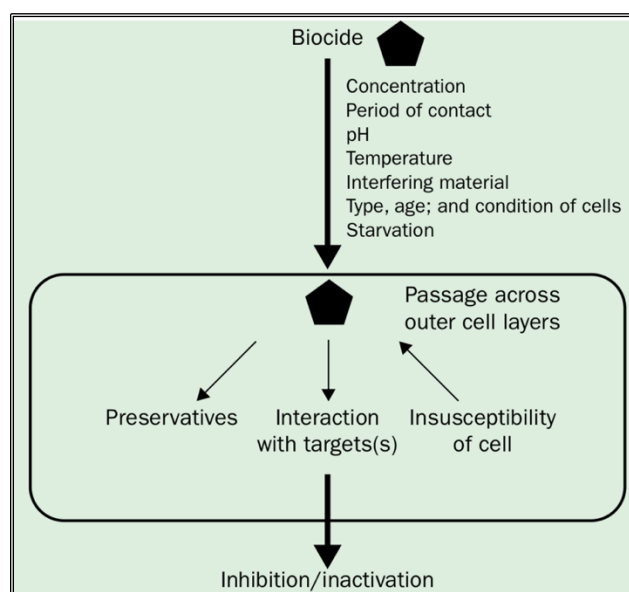 Biocide
Concentration
Period of contact
pH
Temperature
Interfering material
Type, age; and condition of cells
Starvation
Passage across
outer cell layers
Preservatives
Interaction
with targets(s)
Insusceptibility
of cell
Inhibition/inactivation